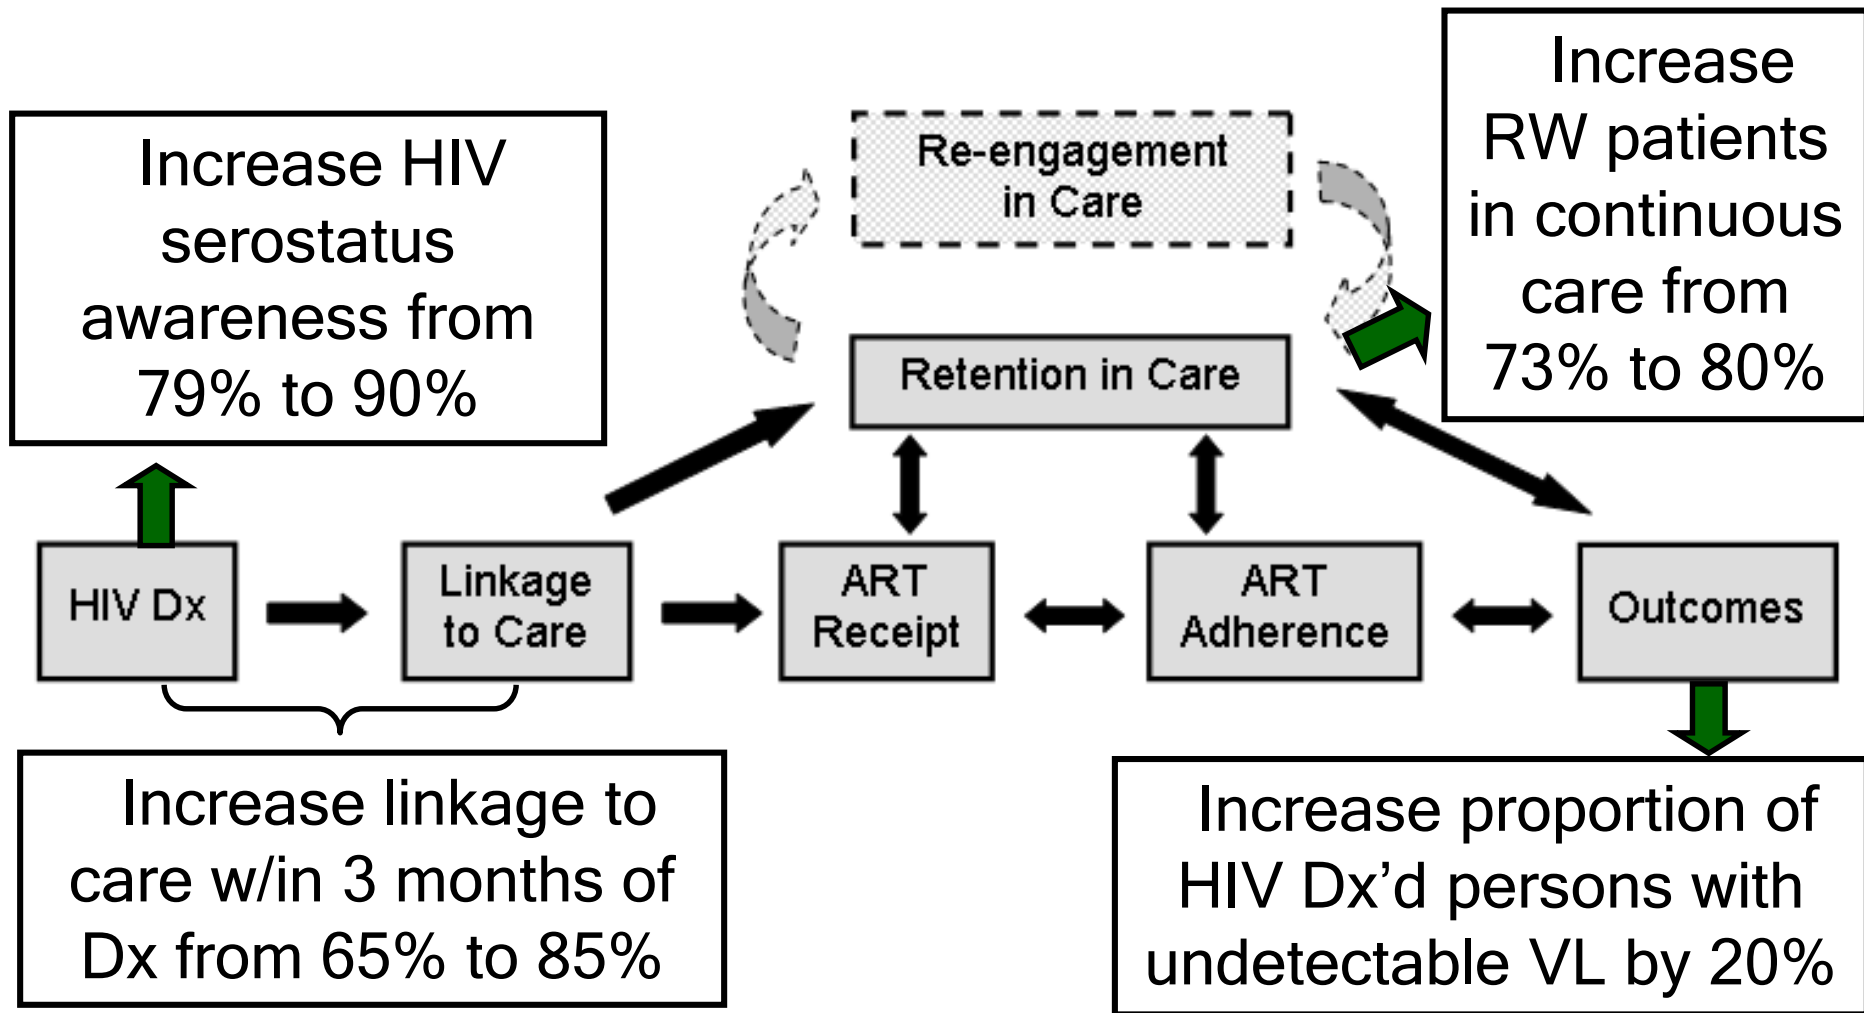 Increase HIV
serostatus
awareness from
79% to 90%
Re-engagement
in Care
Increase
RW patients
in continuous
care from
73% to 80%
Retention in Care
HIV Dx
Linkage
to Care
ART
Receipt
ART
Adherence
Outcomes
Increase linkage to
care w/in 3 months of
Dx from 65% to 85%
Increase proportion of
HIV Dx’d persons with
undetectable VL by 20%